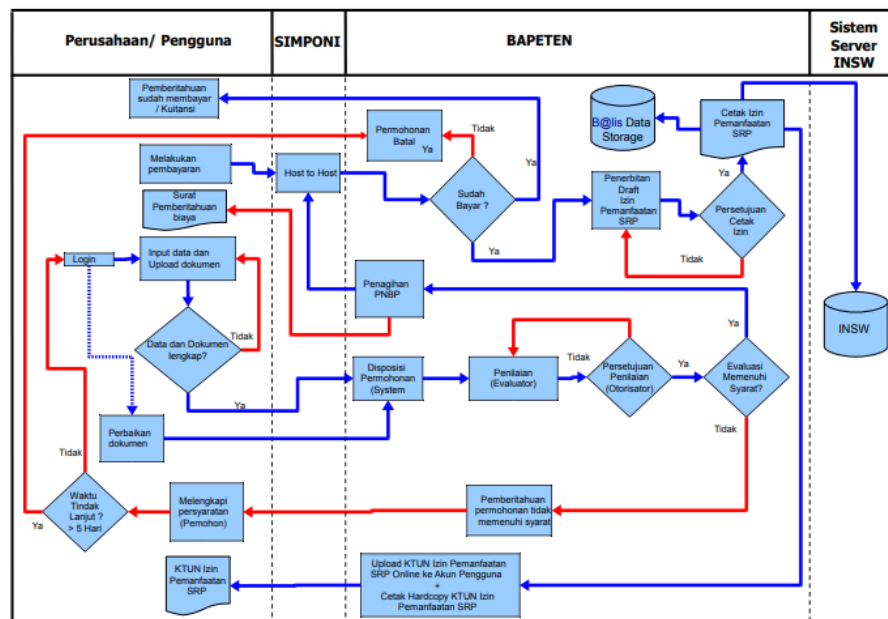 Perusahaan/ Pengguna
SIMPONI
BAPETEN
Sistem
Server
INSW
Pemberitahuan
sudah membayar
/ Kuitansi
Permohonan
Batal
Ya
Tidak
B@lis Data
Storage
Cetak Izin
Pemanfaatan
SRP
Melakukan
pembayaran
Host to Host
Sudah
Bayar ?
Ya
Ya
Penerbitan
Draft
Izin
Pemanfaatan
SRP
Ya
Persetujuan
Cetak
Izin
Tidak
Surat
Pemberitahuan
biaya
Login
Input data dan
Upload dokumen
Penagihan
PNBP
INSW
Data dan Dokumen
lengkap?
Tidak
Ya
Disposisi
Permohonan
(System
Penilaian
(Evaluator)
Tidak
Persetujuan
Penilaian
(Otorisator)
Ya
Evaluasi
Memenuhi
Syarat?
Ya
Tidak
Perbaikan
dokumen
Tidak
Waktu
Tindak
Lanjut ?
> 5 Hari
Ya
Melengkapi
persyaratan
(Pemohon)
Pemberitahuan
permohonan tidak
memenuhi syarat
KTUN Izin
Pemanfaatan
SRP
Upload KTUN Izin Pemanfaatan
SRP Online ke Akun Pengguna
+
Cetak Hardcopy KTUN Izin
Pemanfaatan SRP